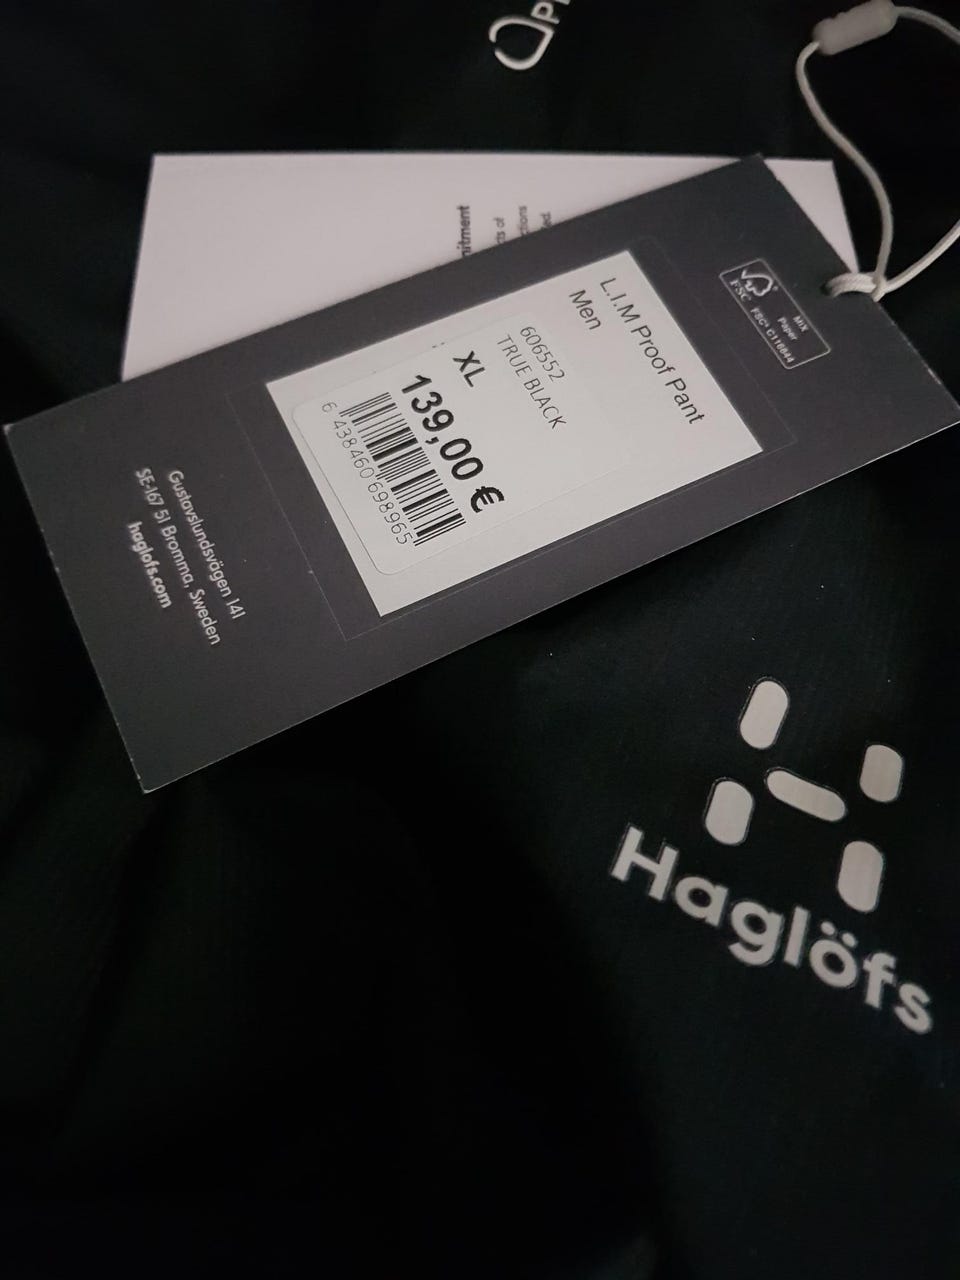 L.I.M Proof Pant
Men
606552
TRUE BLACK
XL
139,00 €
6 438460 698965
MIX
Paper
FSC
FSC® C116844
Gustavslundsvägen 141
SE-167 51 Bromma, Sweden
haglofs.com
Haglöfs